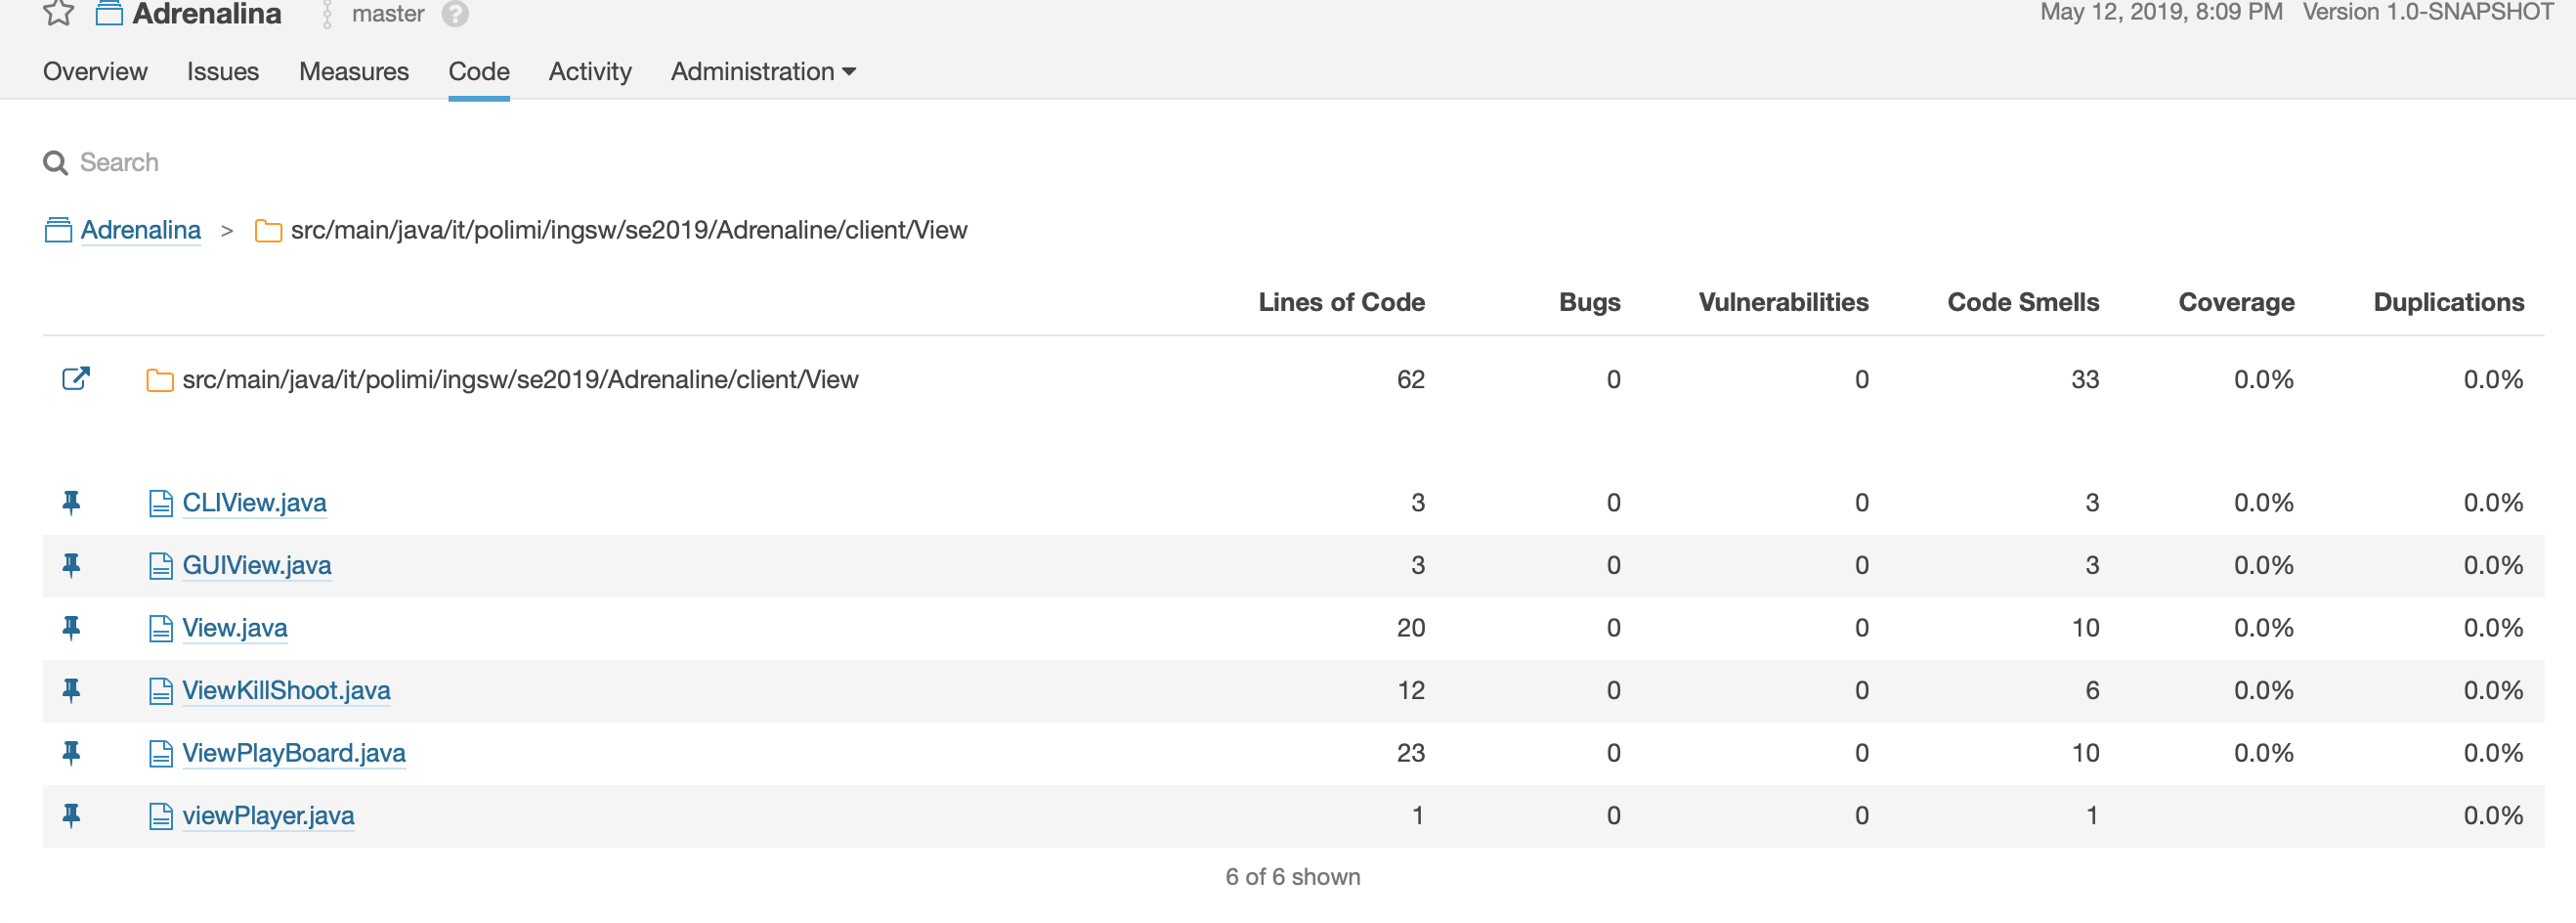 Adrenalina master ? May 12, 2019, 8:09 PM Version 1.0-SNAPSHOT
Overview Issues Measures Code Activity Administration
Search
Adrenalina > src/main/java/it/polimi/ingsw/se2019/Adrenaline/client/View
Lines of Code Bugs Vulnerabilities Code Smells Coverage Duplications
src/main/java/it/polimi/ingsw/se2019/Adrenaline/client/View 62 0 0 33 0.0% 0.0%
CLIView.java 3 0 0 3 0.0% 0.0%
GUIView.java 3 0 0 3 0.0% 0.0%
View.java 20 0 0 10 0.0% 0.0%
ViewKillShoot.java 12 0 0 6 0.0% 0.0%
ViewPlayBoard.java 23 0 0 10 0.0% 0.0%
viewPlayer.java 1 0 0 1 0.0%
6 of 6 shown